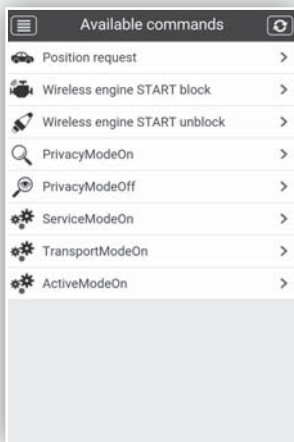 Available commands
Position request
Wireless engine START block
Wireless engine START unblock
PrivacyModeOn
PrivacyModeOff
ServiceModeOn
TransportModeOn
ActiveModeOn